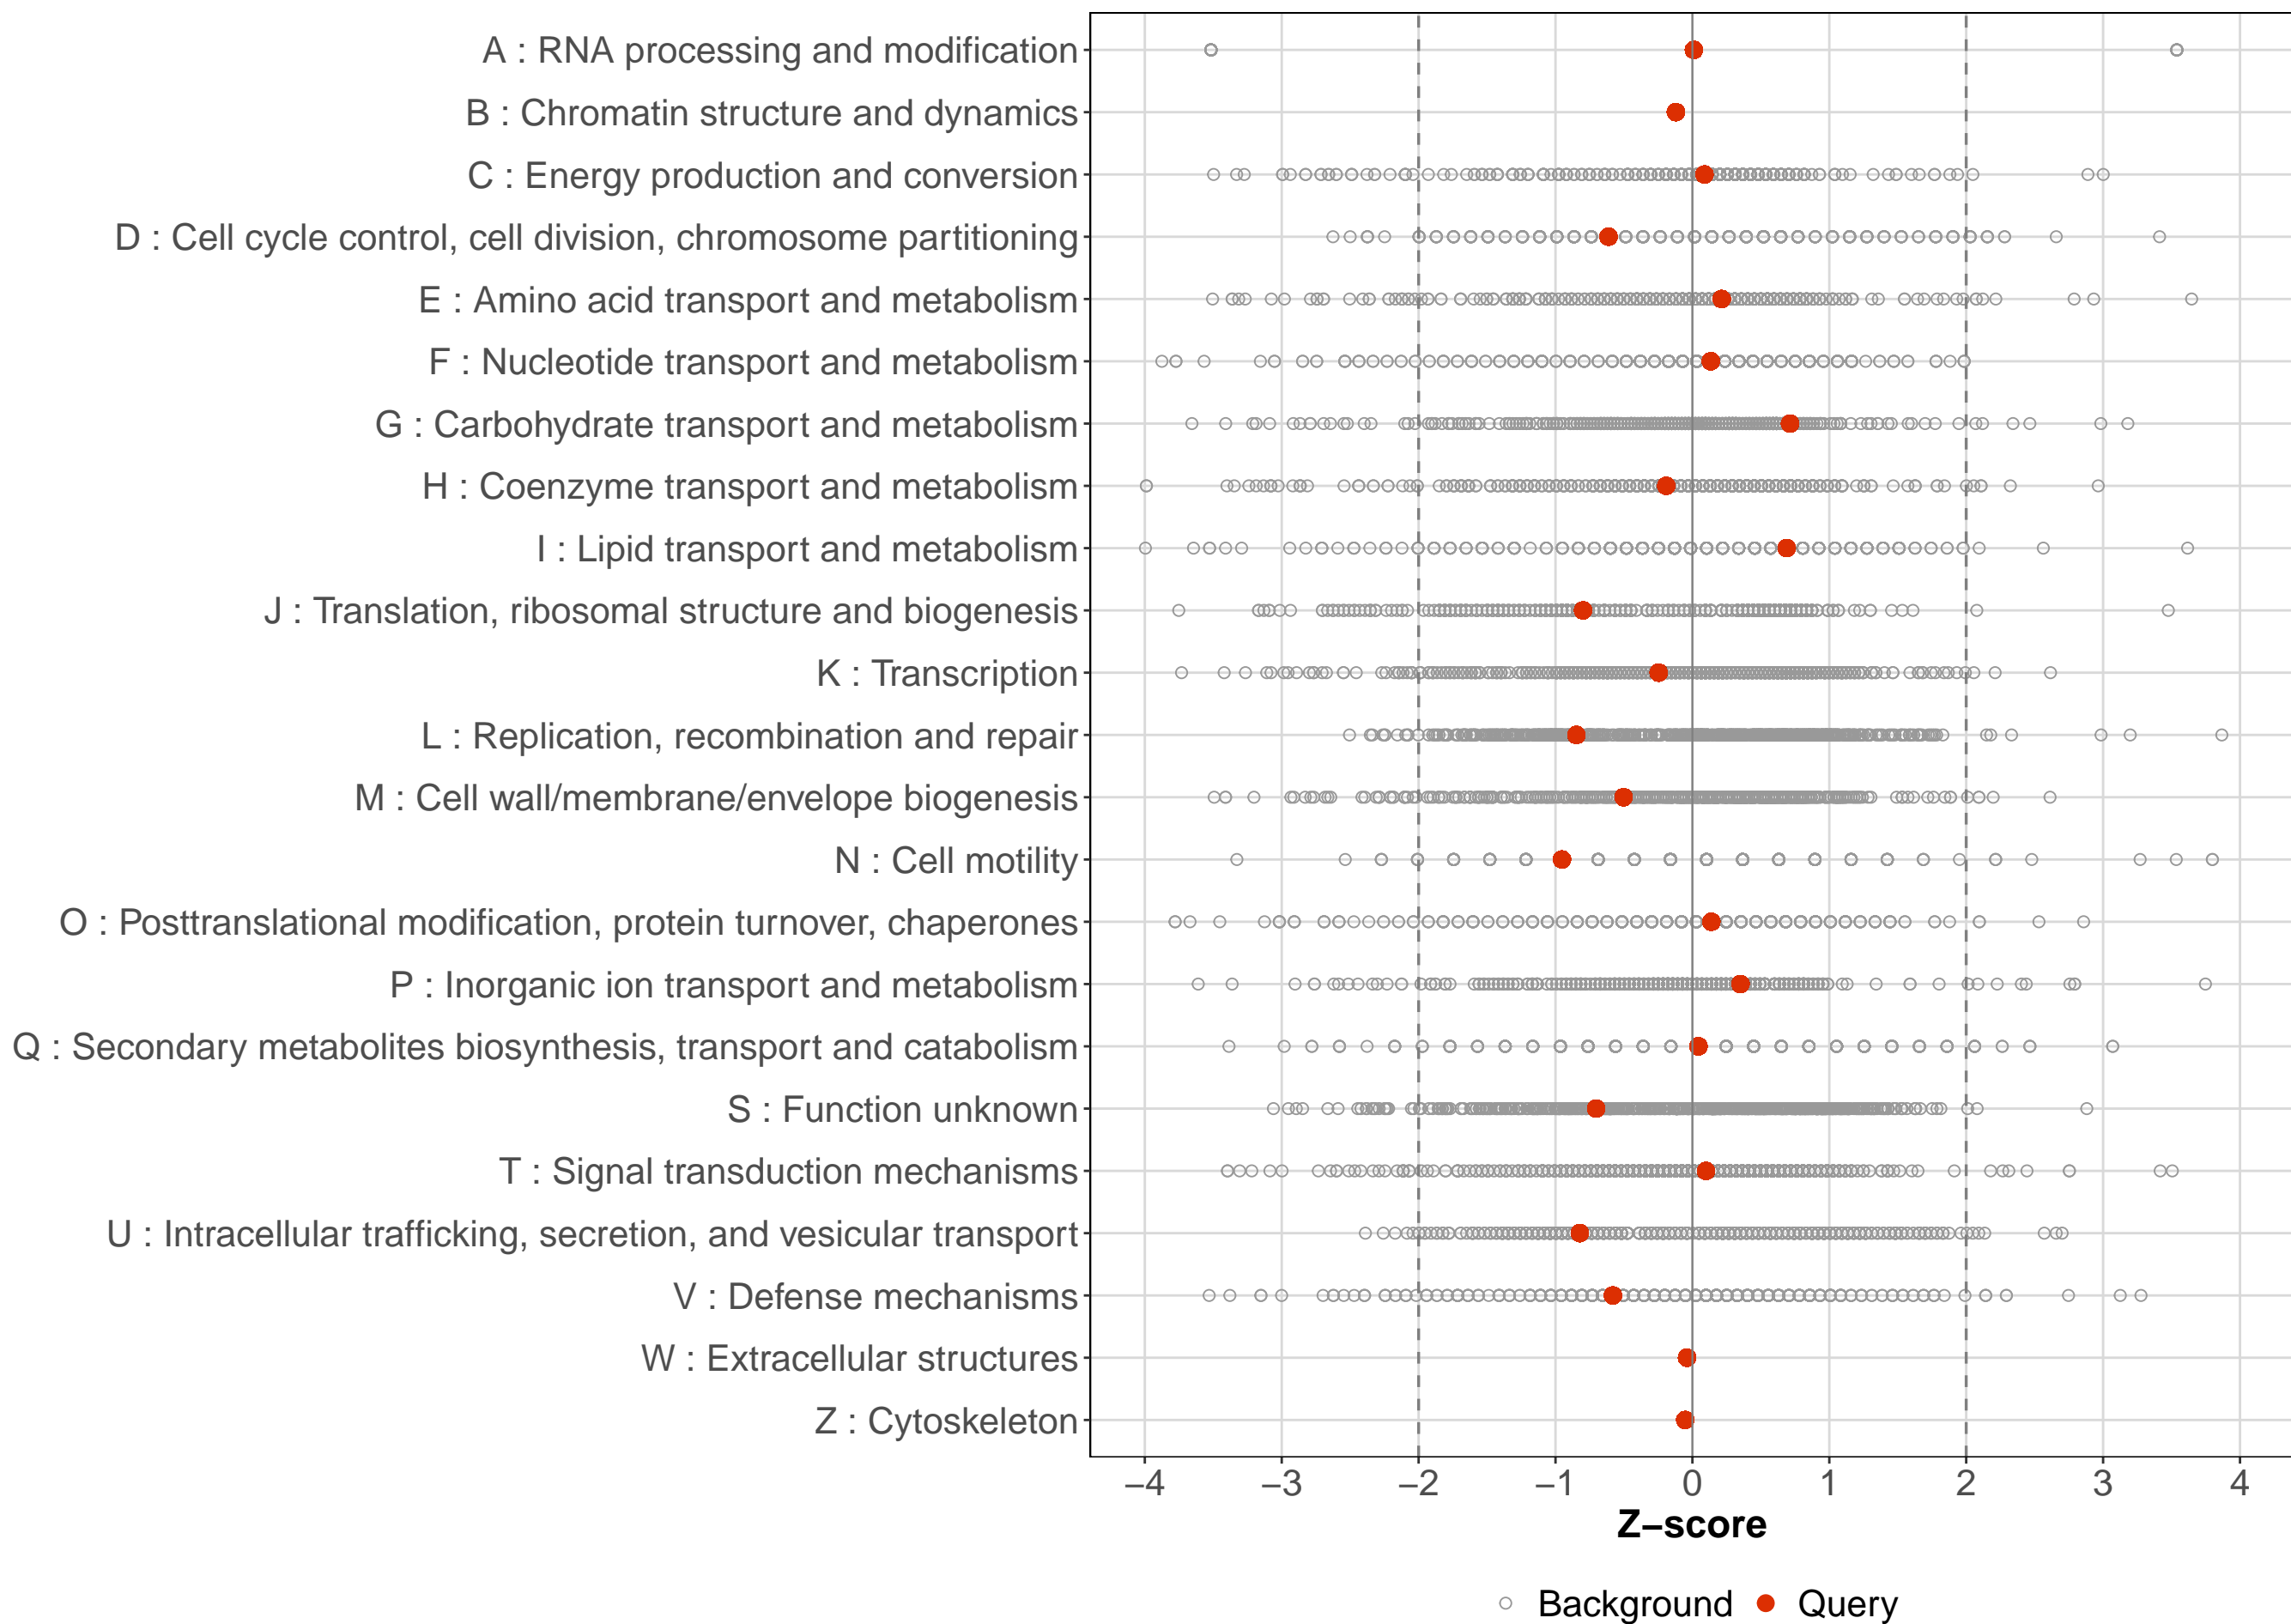 A : RNA processing and modification
B : Chromatin structure and dynamics
C : Energy production and conversion
D : Cell cycle control, cell division, chromosome partitioning
E : Amino acid transport and metabolism
F : Nucleotide transport and metabolism
G : Carbohydrate transport and metabolism
H : Coenzyme transport and metabolism
I : Lipid transport and metabolism
J : Translation, ribosomal structure and biogenesis
K : Transcription
L : Replication, recombination and repair
M : Cell wall/membrane/envelope biogenesis
N : Cell motility
O : Posttranslational modification, protein turnover, chaperones
P : Inorganic ion transport and metabolism
Q : Secondary metabolites biosynthesis, transport and catabolism
S : Function unknown
T : Signal transduction mechanisms
U : Intracellular trafficking, secretion, and vesicular transport
V : Defense mechanisms
W : Extracellular structures
Z : Cytoskeleton
−4 −3 −2 −1 0 1 2 3 4
Z−score
Background Query